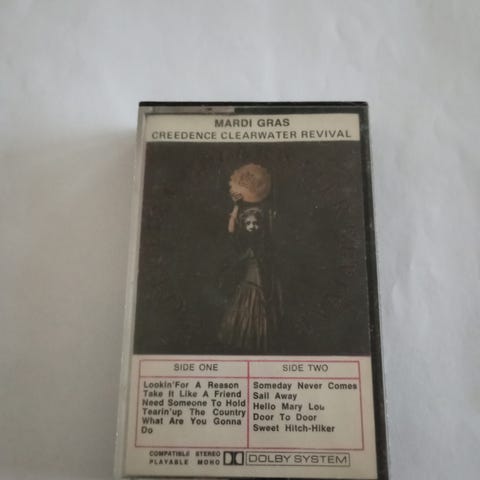 MARDI GRAS
CREEDENCE CLEARWATER REVIVAL
SIDE ONE
Lookin'For A Reason
Take It Like A Friend
Need Someone To Hold
Tearin'up The Country
What Are You Gonna
Do
SIDE TWO
Someday Never Comes
Sail Away
Hello Mary Lou
Door To Door
Sweet Hitch-Hiker
COMPATIBLE STEREO
PLAYABLE MONO
DOLBY SYSTEM